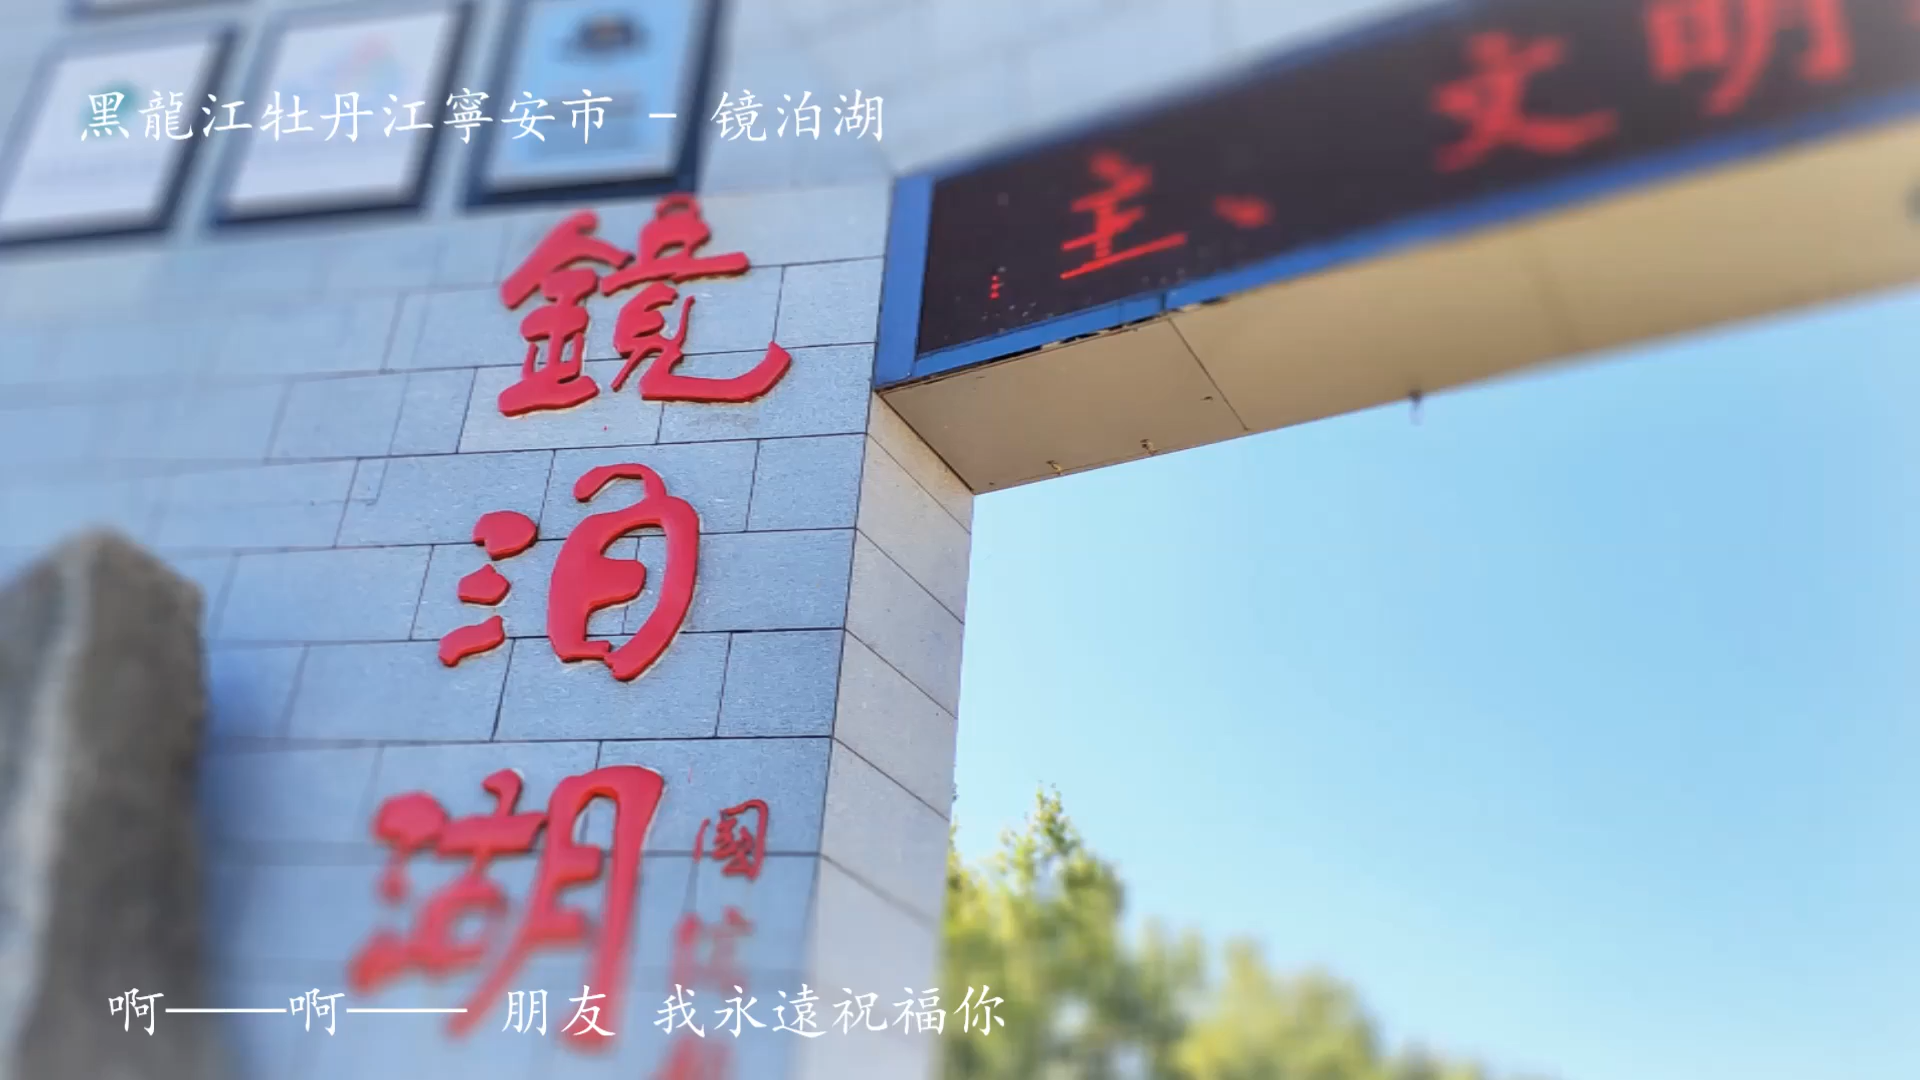 黑龍江牡丹江寧安市 - 镜泊湖
主、文明
鏡泊湖
國
啊——啊—— 朋友 我永遠祝福你